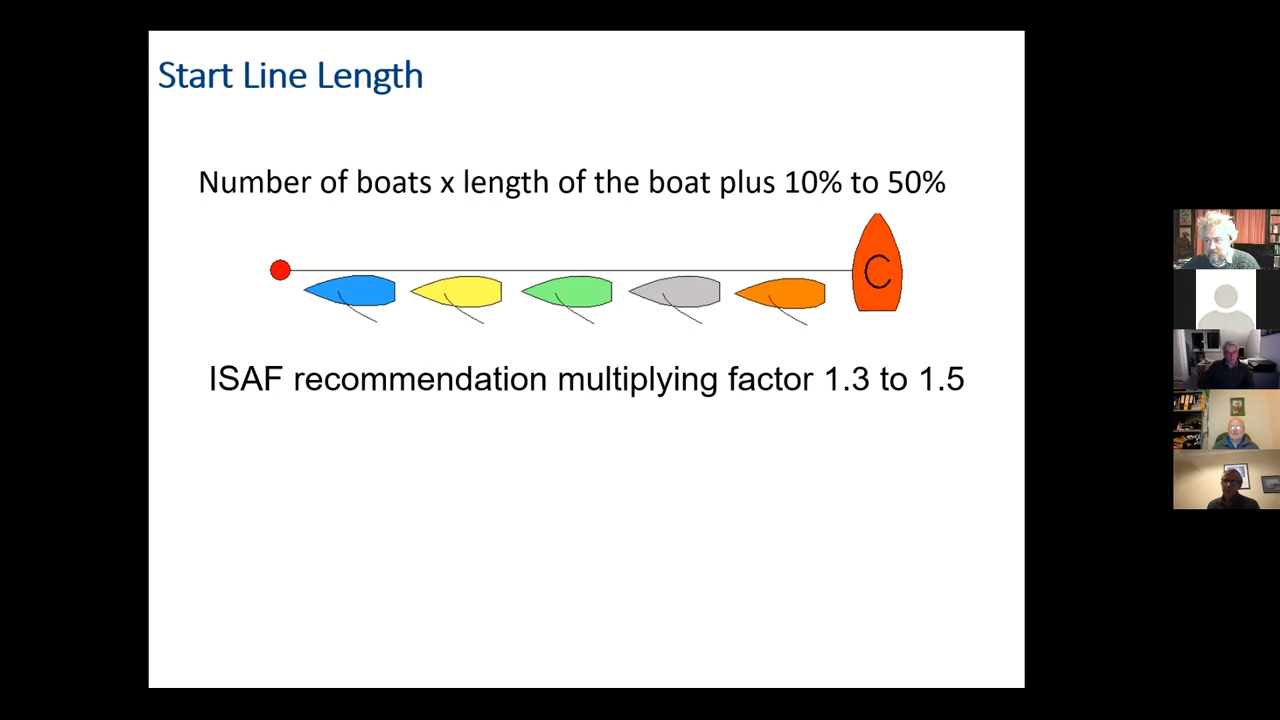 Start Line Length
Number of boats x length of the boat plus 10% to 50%
C
ISAF recommendation multiplying factor 1.3 to 1.5